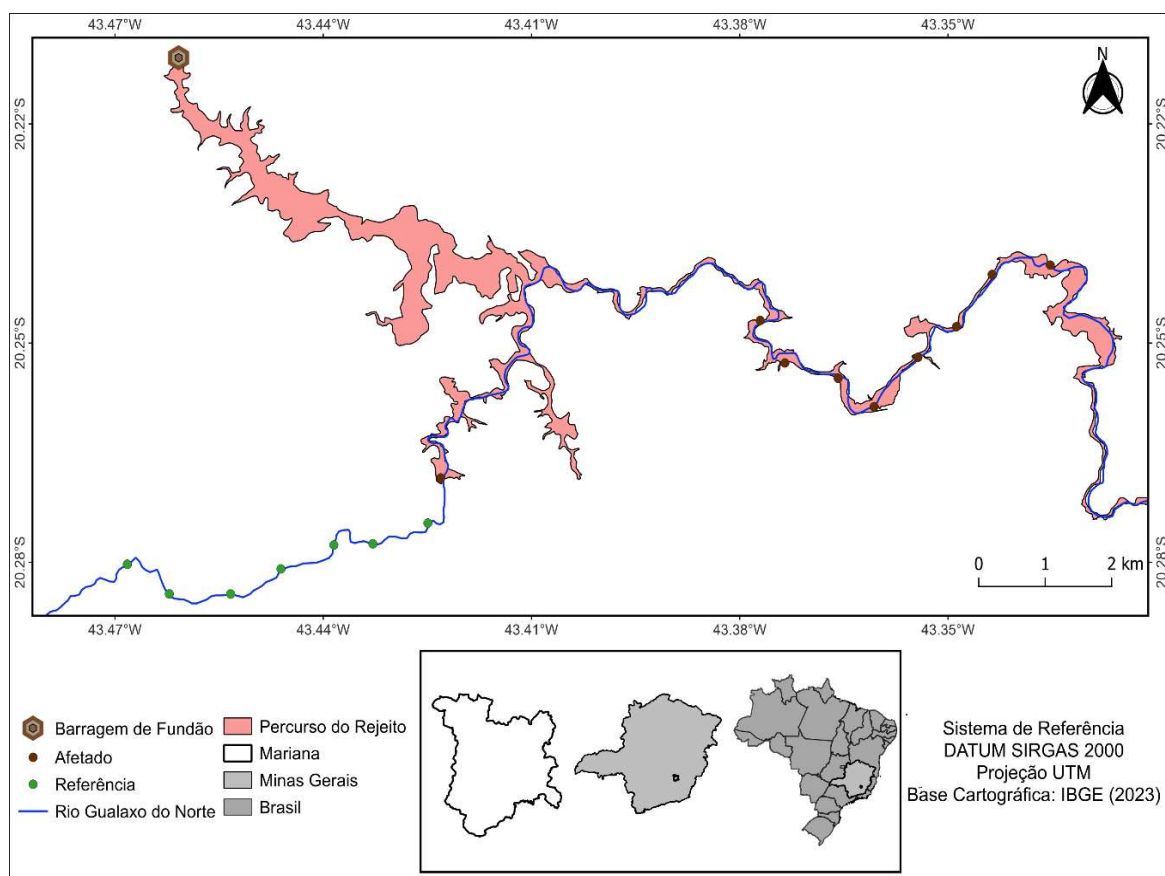 43.47°W 43.44°W 43.41°W 43.38°W 43.35°W
N
20.22°S 20.22°S
20.25°S 20.25°S
20.28°S 20.28°S
0 1 2 km
43.47°W 43.44°W 43.41°W 43.38°W 43.35°W
Barragem de Fundão
Afetado
Referência
Rio Gualaxo do Norte
Percurso do Rejeito
Mariana
Minas Gerais
Brasil
Sistema de Referência
DATUM SIRGAS 2000
Projeção UTM
Base Cartográfica: IBGE (2023)